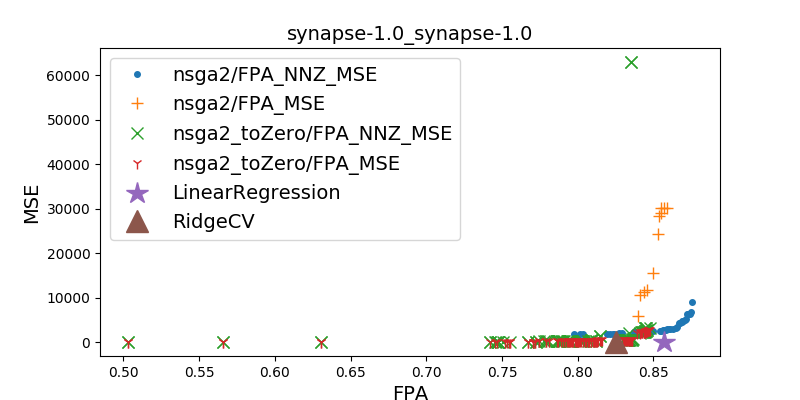 synapse-1.0_synapse-1.0
nsga2/FPA_NNZ_MSE
nsga2/FPA_MSE
nsga2_toZero/FPA_NNZ_MSE
nsga2_toZero/FPA_MSE
LinearRegression
RidgeCV
MSE
60000
50000
40000
30000
20000
10000
0
0.50 0.55 0.60 0.65 0.70 0.75 0.80 0.85
FPA